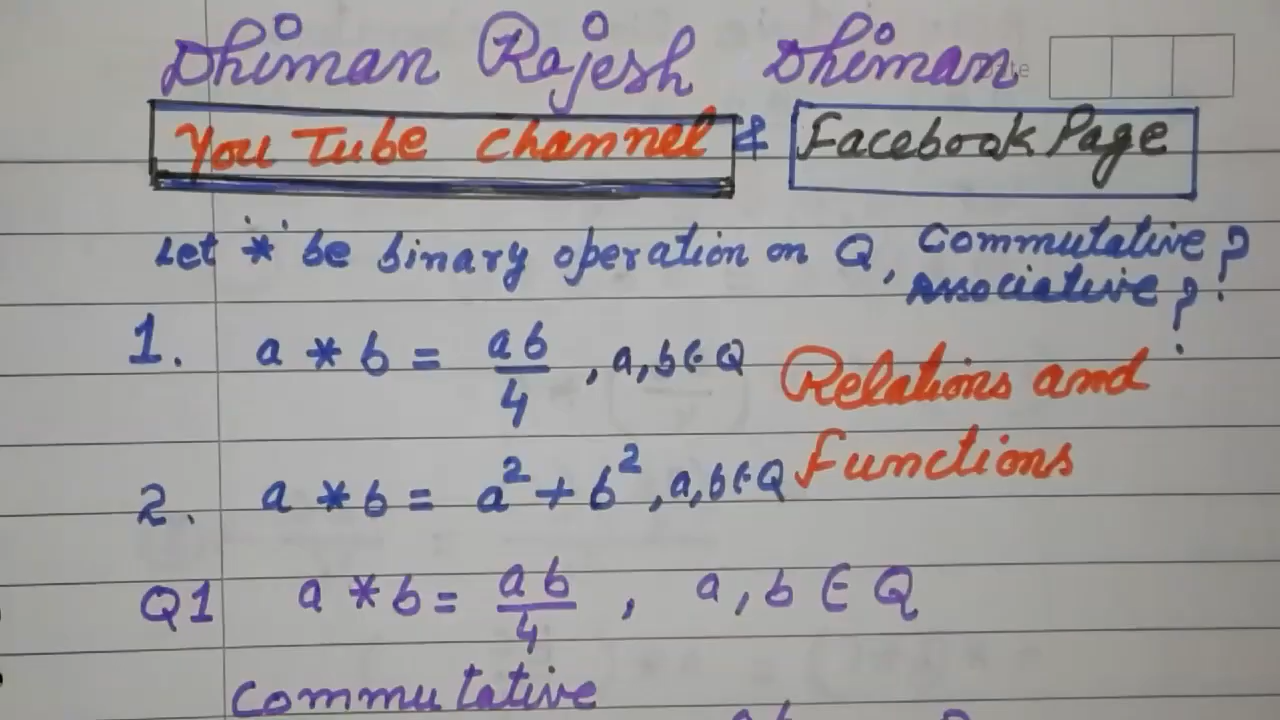 Dhiman Rajesh Dhiman
You Tube channel & Facebook Page
Let '*' be binary operation on Q, Commutative?
Associative?
1. a * b = ab/4 , a, b ∈ Q Relations and
Functions
2. a * b = a² + b² , a, b ∈ Q
Q1 a * b = ab/4 , a, b ∈ Q
Commutative